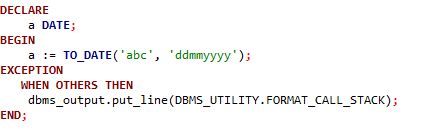 DECLARE
a DATE;
BEGIN
a := TO_DATE('abc', 'ddmmyyyy');
EXCEPTION
WHEN OTHERS THEN
dbms_output.put_line(DBMS_UTILITY.FORMAT_CALL_STACK);
END;